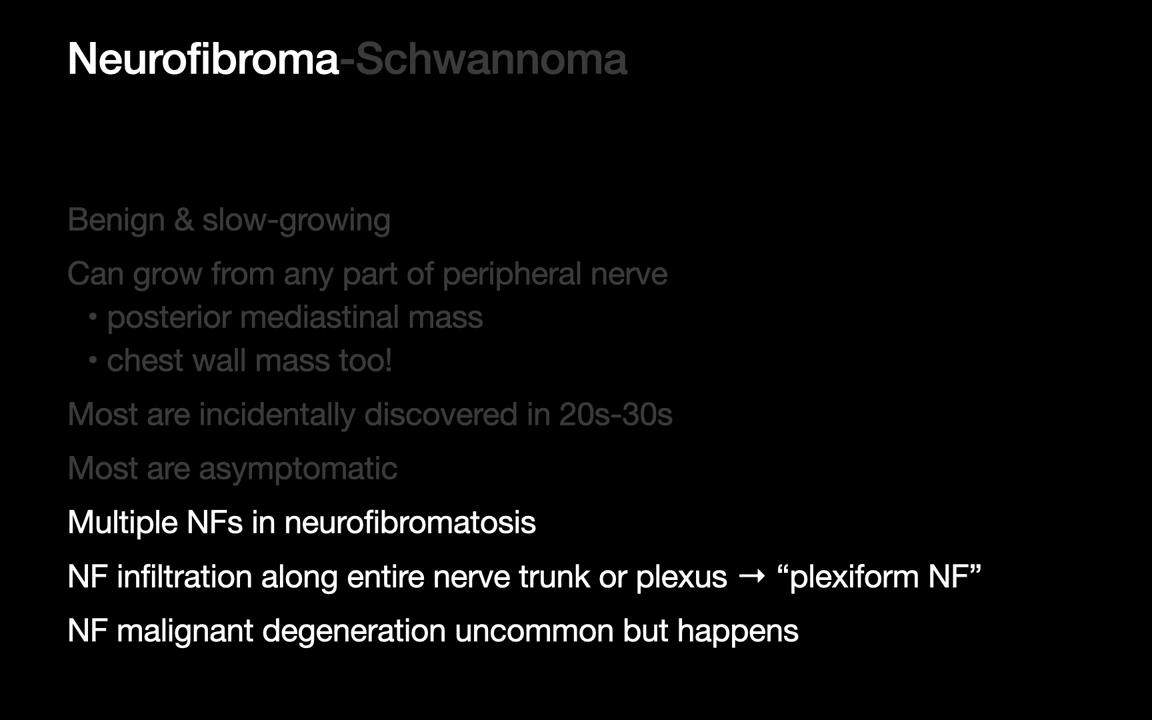 Neurofibroma-Schwannoma
Benign & slow-growing
Can grow from any part of peripheral nerve
• posterior mediastinal mass
• chest wall mass too!
Most are incidentally discovered in 20s-30s
Most are asymptomatic
Multiple NFs in neurofibromatosis
NF infiltration along entire nerve trunk or plexus → “plexiform NF”
NF malignant degeneration uncommon but happens